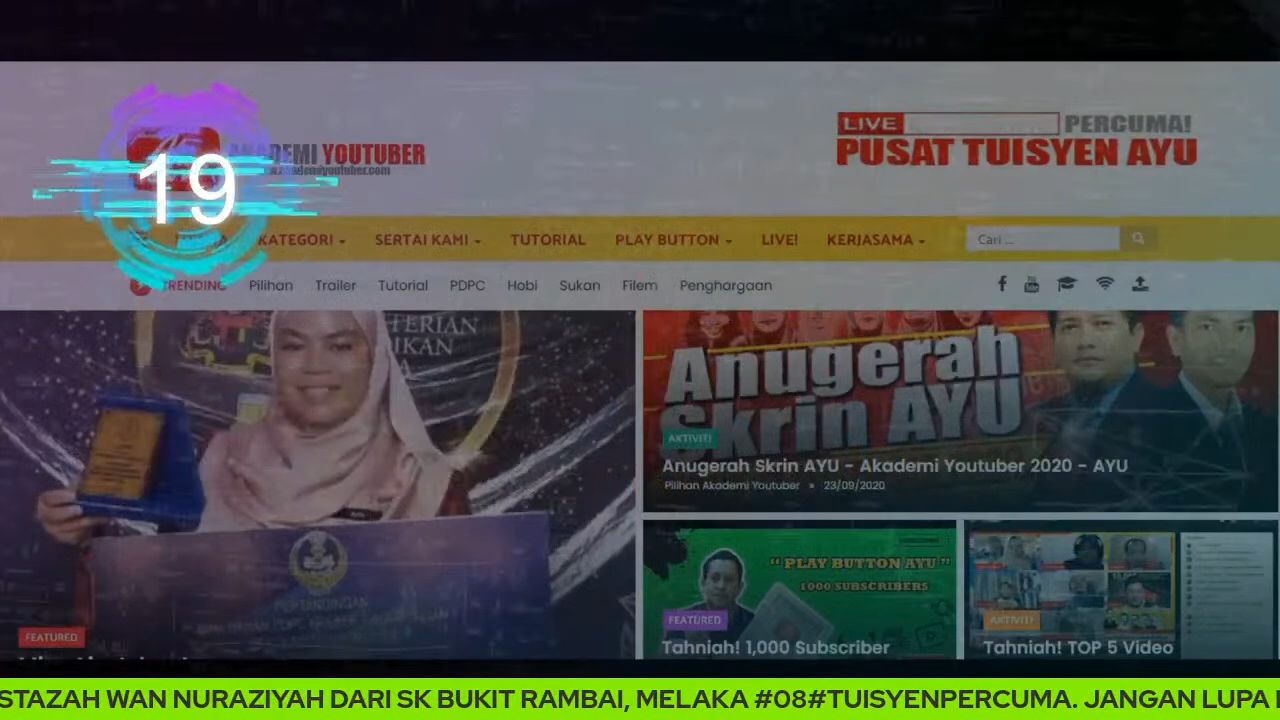 LIVE PERCUMA!
PUSAT TUISYEN AYU
AKADEMI YOUTUBER
19
KATEGORI SERTAI KAMI TUTORIAL PLAY BUTTON LIVE! KERJASAMA Cari ...
TRENDING Pilihan Trailer Tutorial PDPC Hobi Sukan Filem Penghargaan
Anugerah
Skrin AYU
AKTIVITI
Anugerah Skrin AYU - Akademi Youtuber 2020 - AYU
Pilihan Akademi Youtuber 23/09/2020
" PLAY BUTTON AYU "
1000 SUBSCRIBERS
FEATURED
FEATURED
Tahniah! 1,000 Subscriber
AKTIVITI
Tahniah! TOP 5 Video
STAZAH WAN NURAZIYAH DARI SK BUKIT RAMBAI, MELAKA #08#TUISYENPERCUMA. JANGAN LUPA